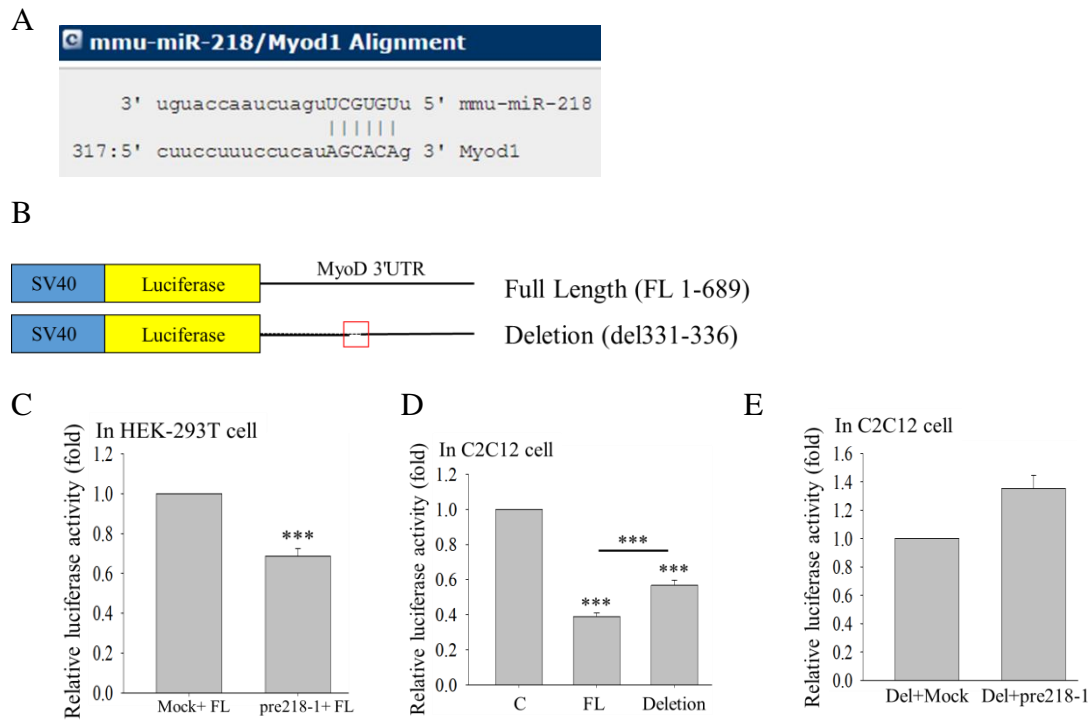 A
C mmu-miR-218/Myod1 Alignment
3' uguaccaaucuaguUCGUGUu 5' mmu-miR-218
||||||
317:5' cuuccuuuccucauAGCACAg 3' Myod1
B
SV40 Luciferase MyoD 3'UTR Full Length (FL 1-689)
SV40 Luciferase Deletion (del331-336)
C
In HEK-293T cell
Relative luciferase activity (fold)
1.2
1.0
0.8
0.6
0.4
0.2
0.0
***
Mock+ FL pre218-1+ FL
D
In C2C12 cell
Relative luciferase activity (fold)
1.2
1.0
0.8
0.6
0.4
0.2
0.0
***
*** ***
C FL Deletion
E
In C2C12 cell
Relative luciferase activity (fold)
1.6
1.4
1.2
1.0
0.8
0.6
0.4
0.2
0.0
Del+Mock Del+pre218-1